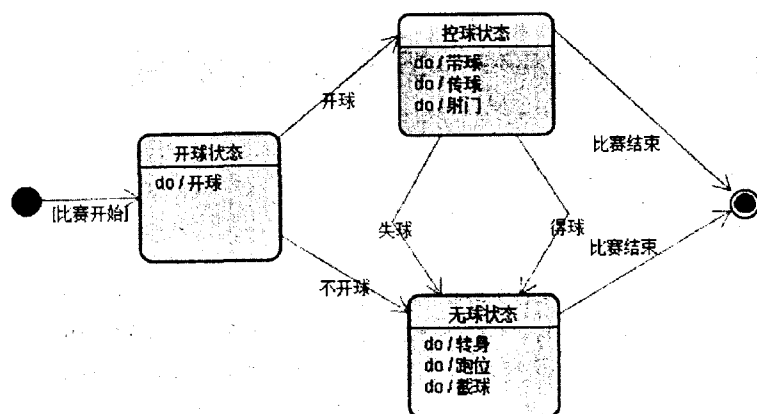 控球状态
do / 带球
do / 传球
do / 射门
开球
比赛结束
开球状态
do / 开球
[比赛开始]
失球
得球
比赛结束
不开球
无球状态
do / 转身
do / 跑位
do / 截球